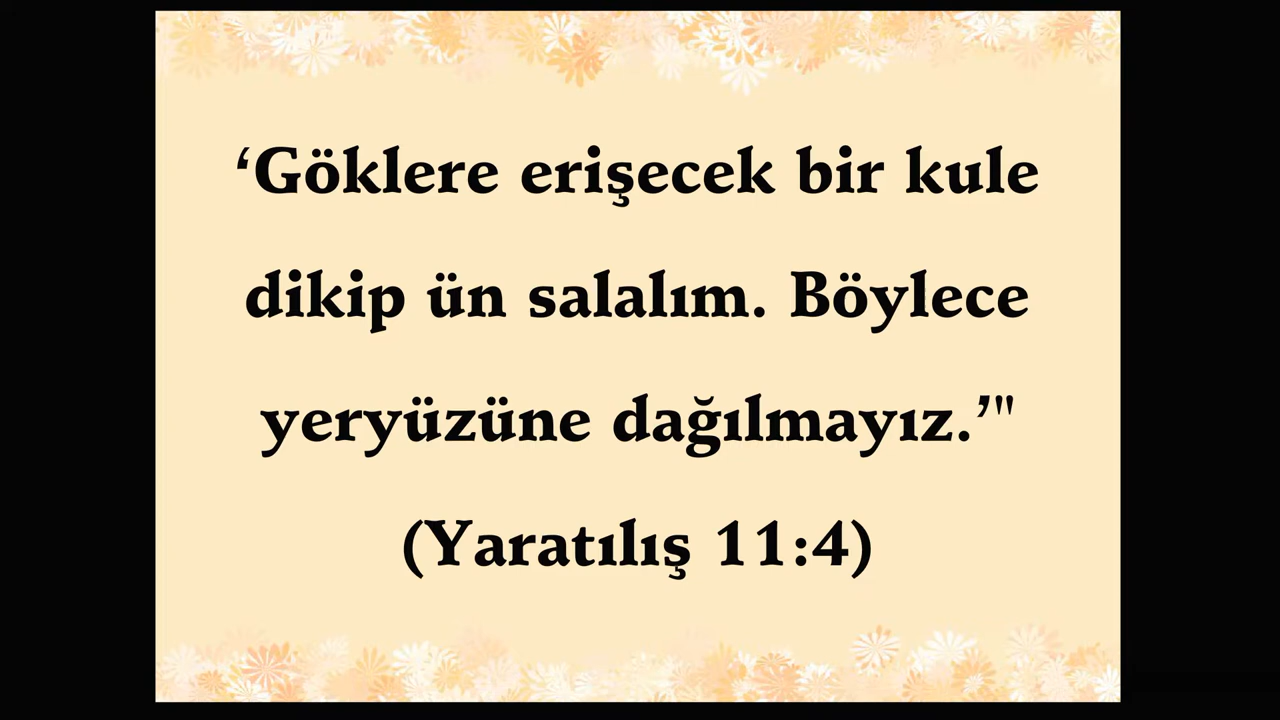 ‘Göklere erişecek bir kule
dikip ün salalım. Böylece
yeryüzüne dağılmayız.’"
(Yaratılış 11:4)